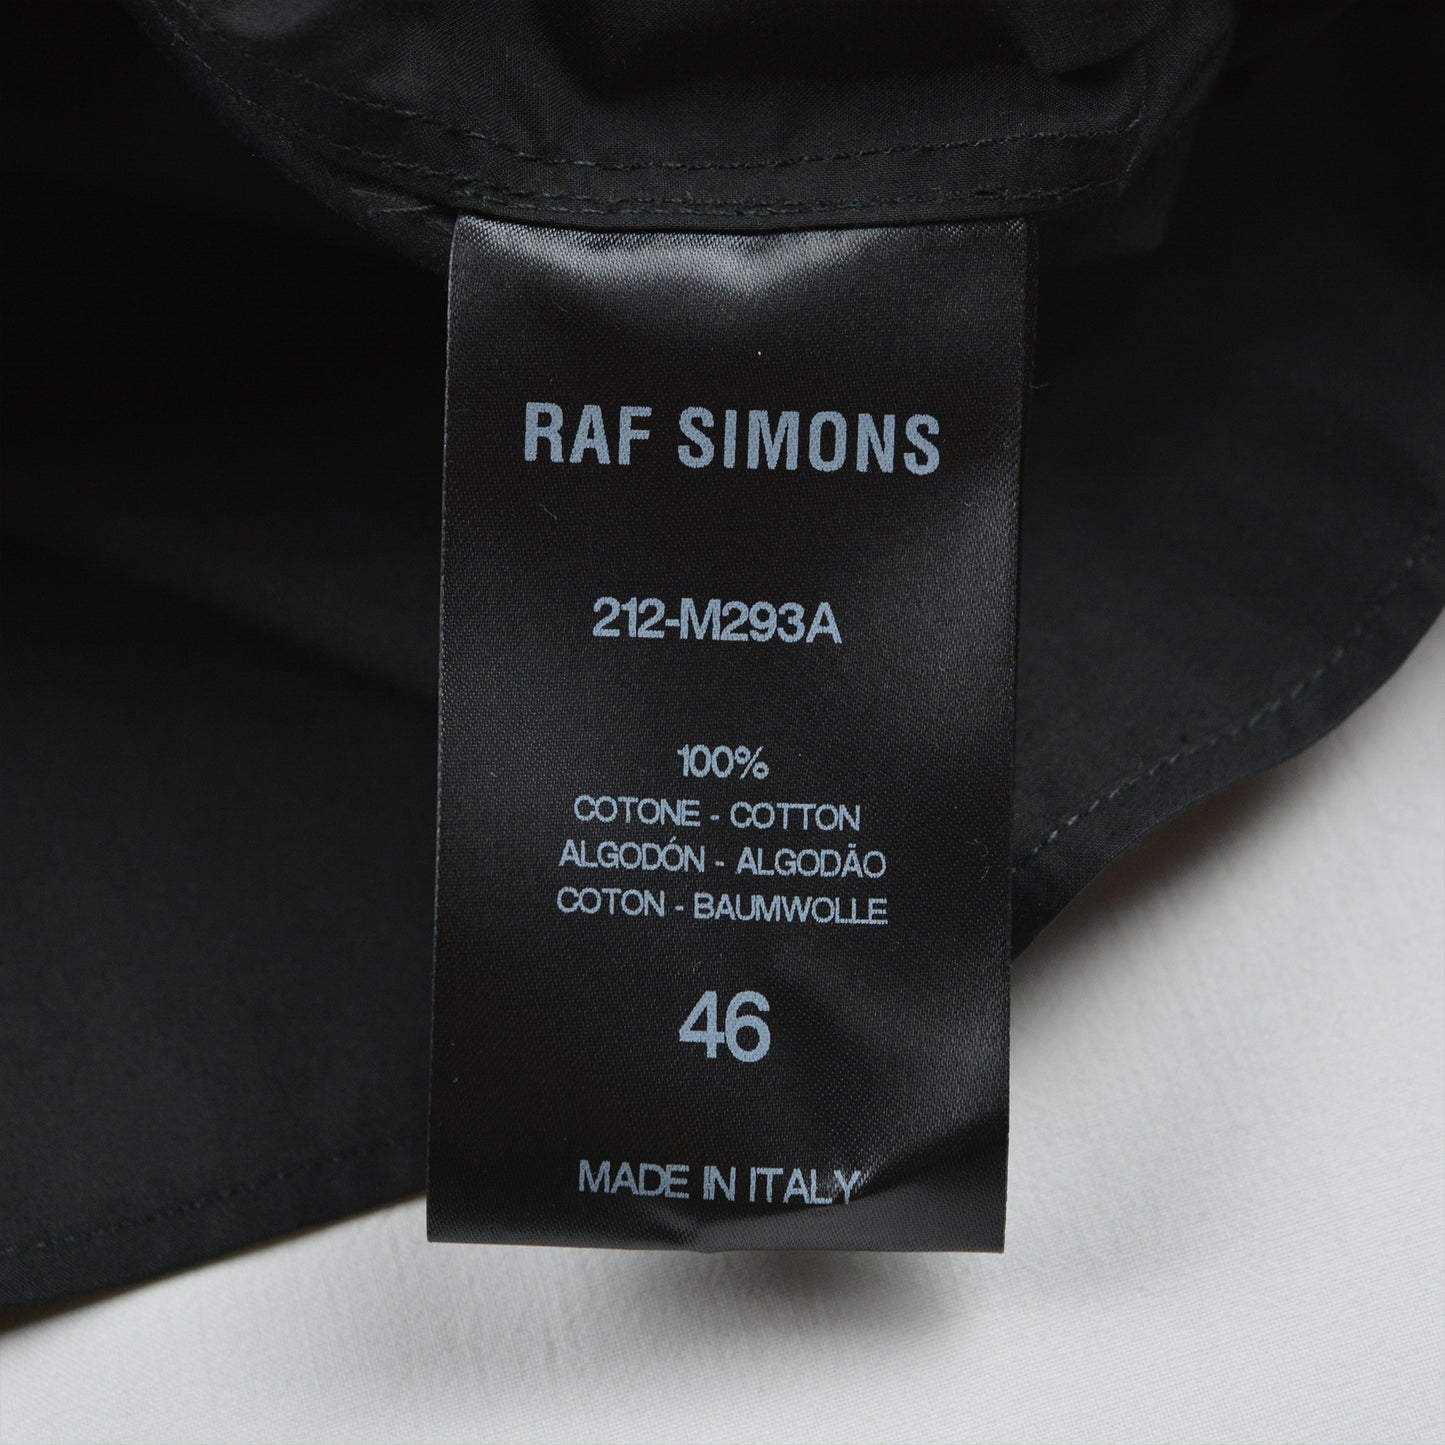 RAF SIMONS
212-M293A
100%
COTONE - COTTON
ALGODÓN - ALGODÃO
COTON - BAUMWOLLE
46
MADE IN ITALY